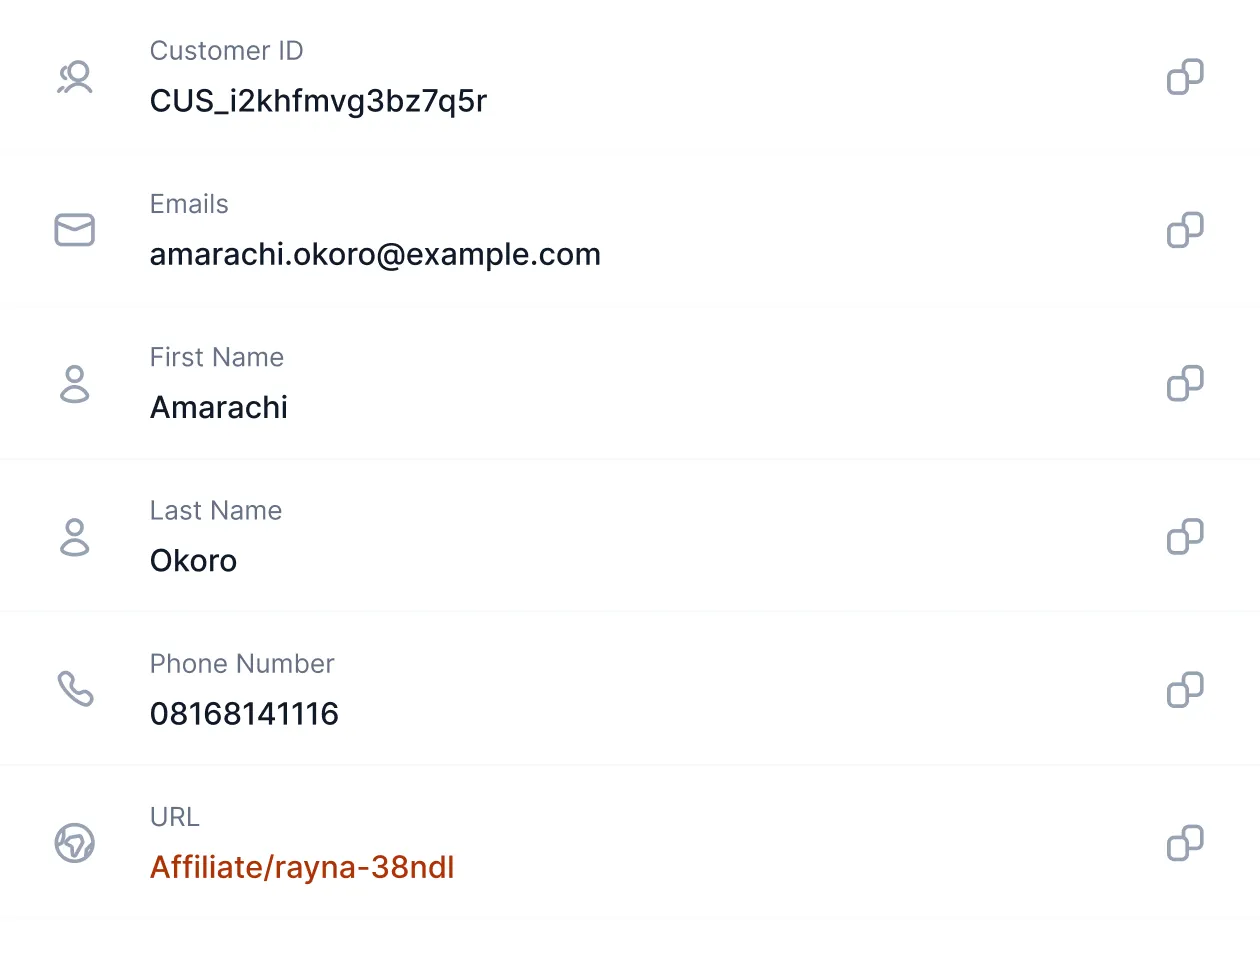 Customer ID
CUS_i2khfmvg3bz7q5r
Emails
amarachi.okoro@example.com
First Name
Amarachi
Last Name
Okoro
Phone Number
08168141116
URL
Affiliate/rayna-38ndl